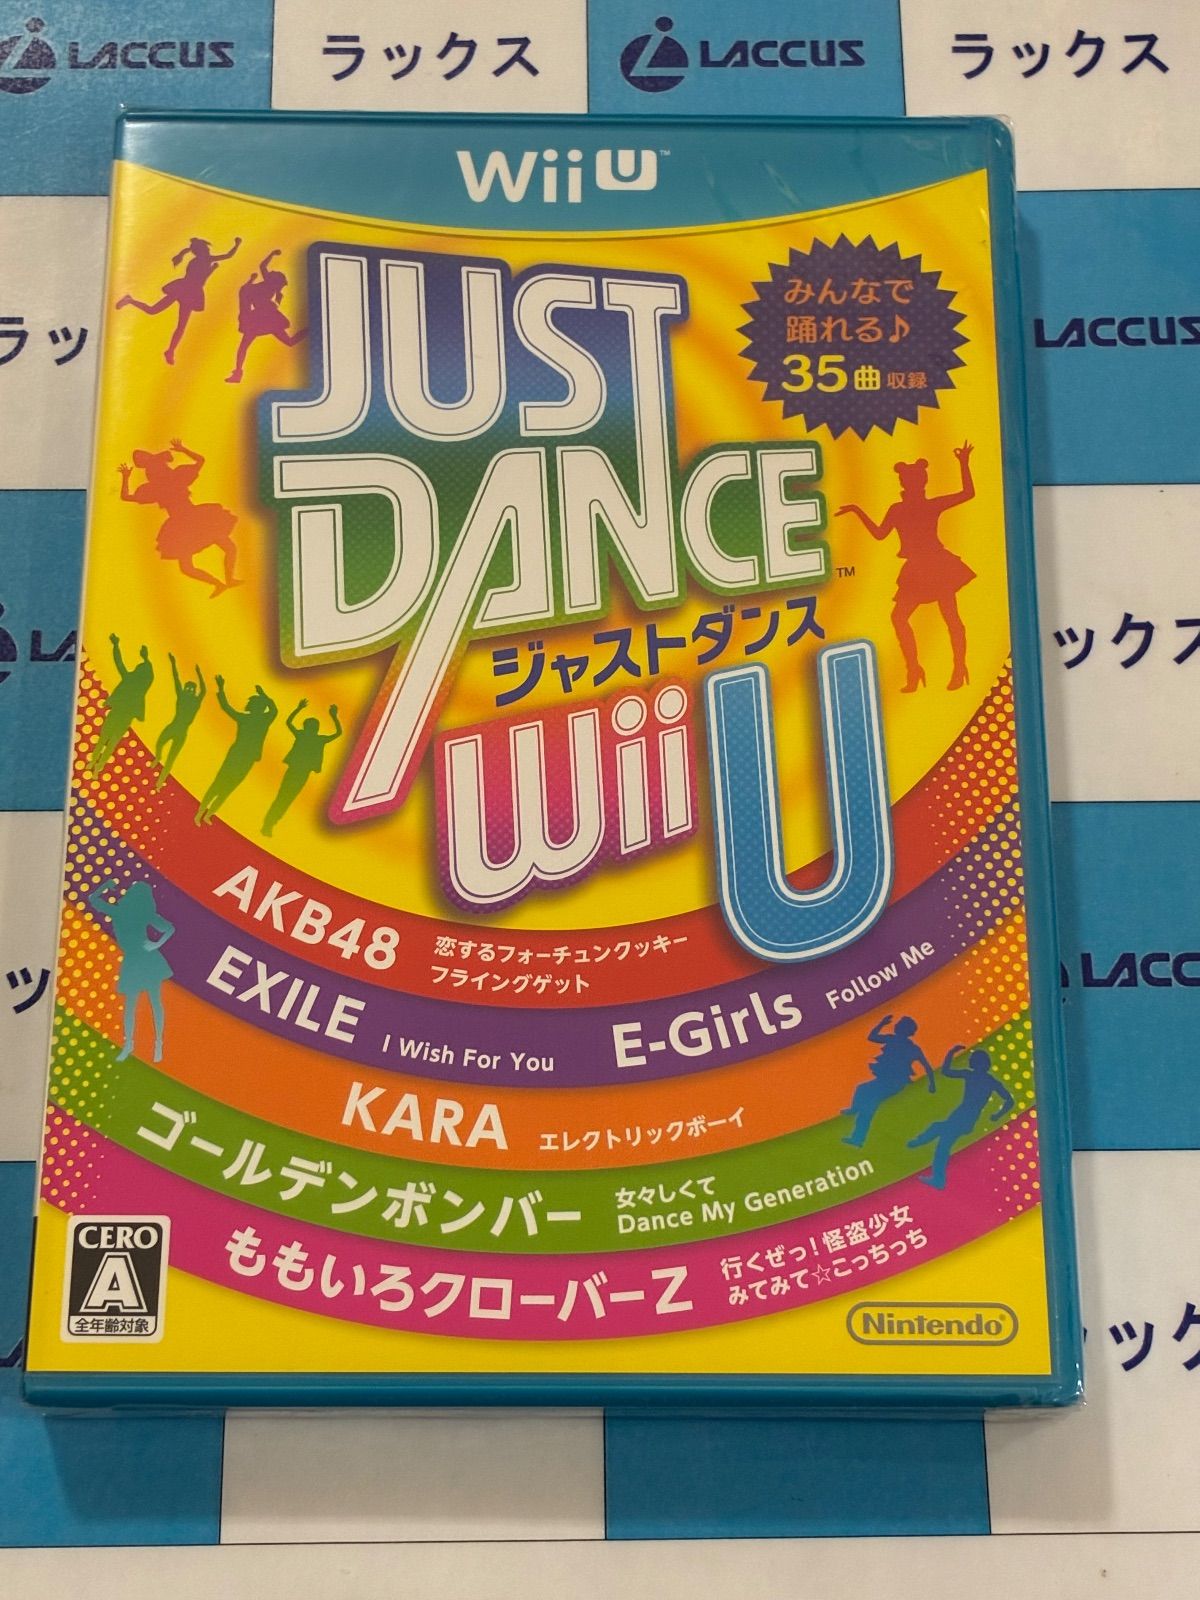 LACCUS ラックス LACCUS ラックス
Wii U™
JUST
DANCE™
ジャストダンス
Wii U
みんなで
踊れる♪
35曲収録
ラッ
LACCUS
LA
ックス
AKB48 恋するフォーチュンクッキー
フライングゲット
EXILE I Wish For You E-Girls Follow Me
LACCUS
KARA エレクトリックボーイ
ゴールデンボンバー 女々しくて
Dance My Generation
ももいろクローバーZ 行くぜっ!怪盗少女
みてみて☆こっちっち
CERO
A
全年齢対象
Nintendo®
ック